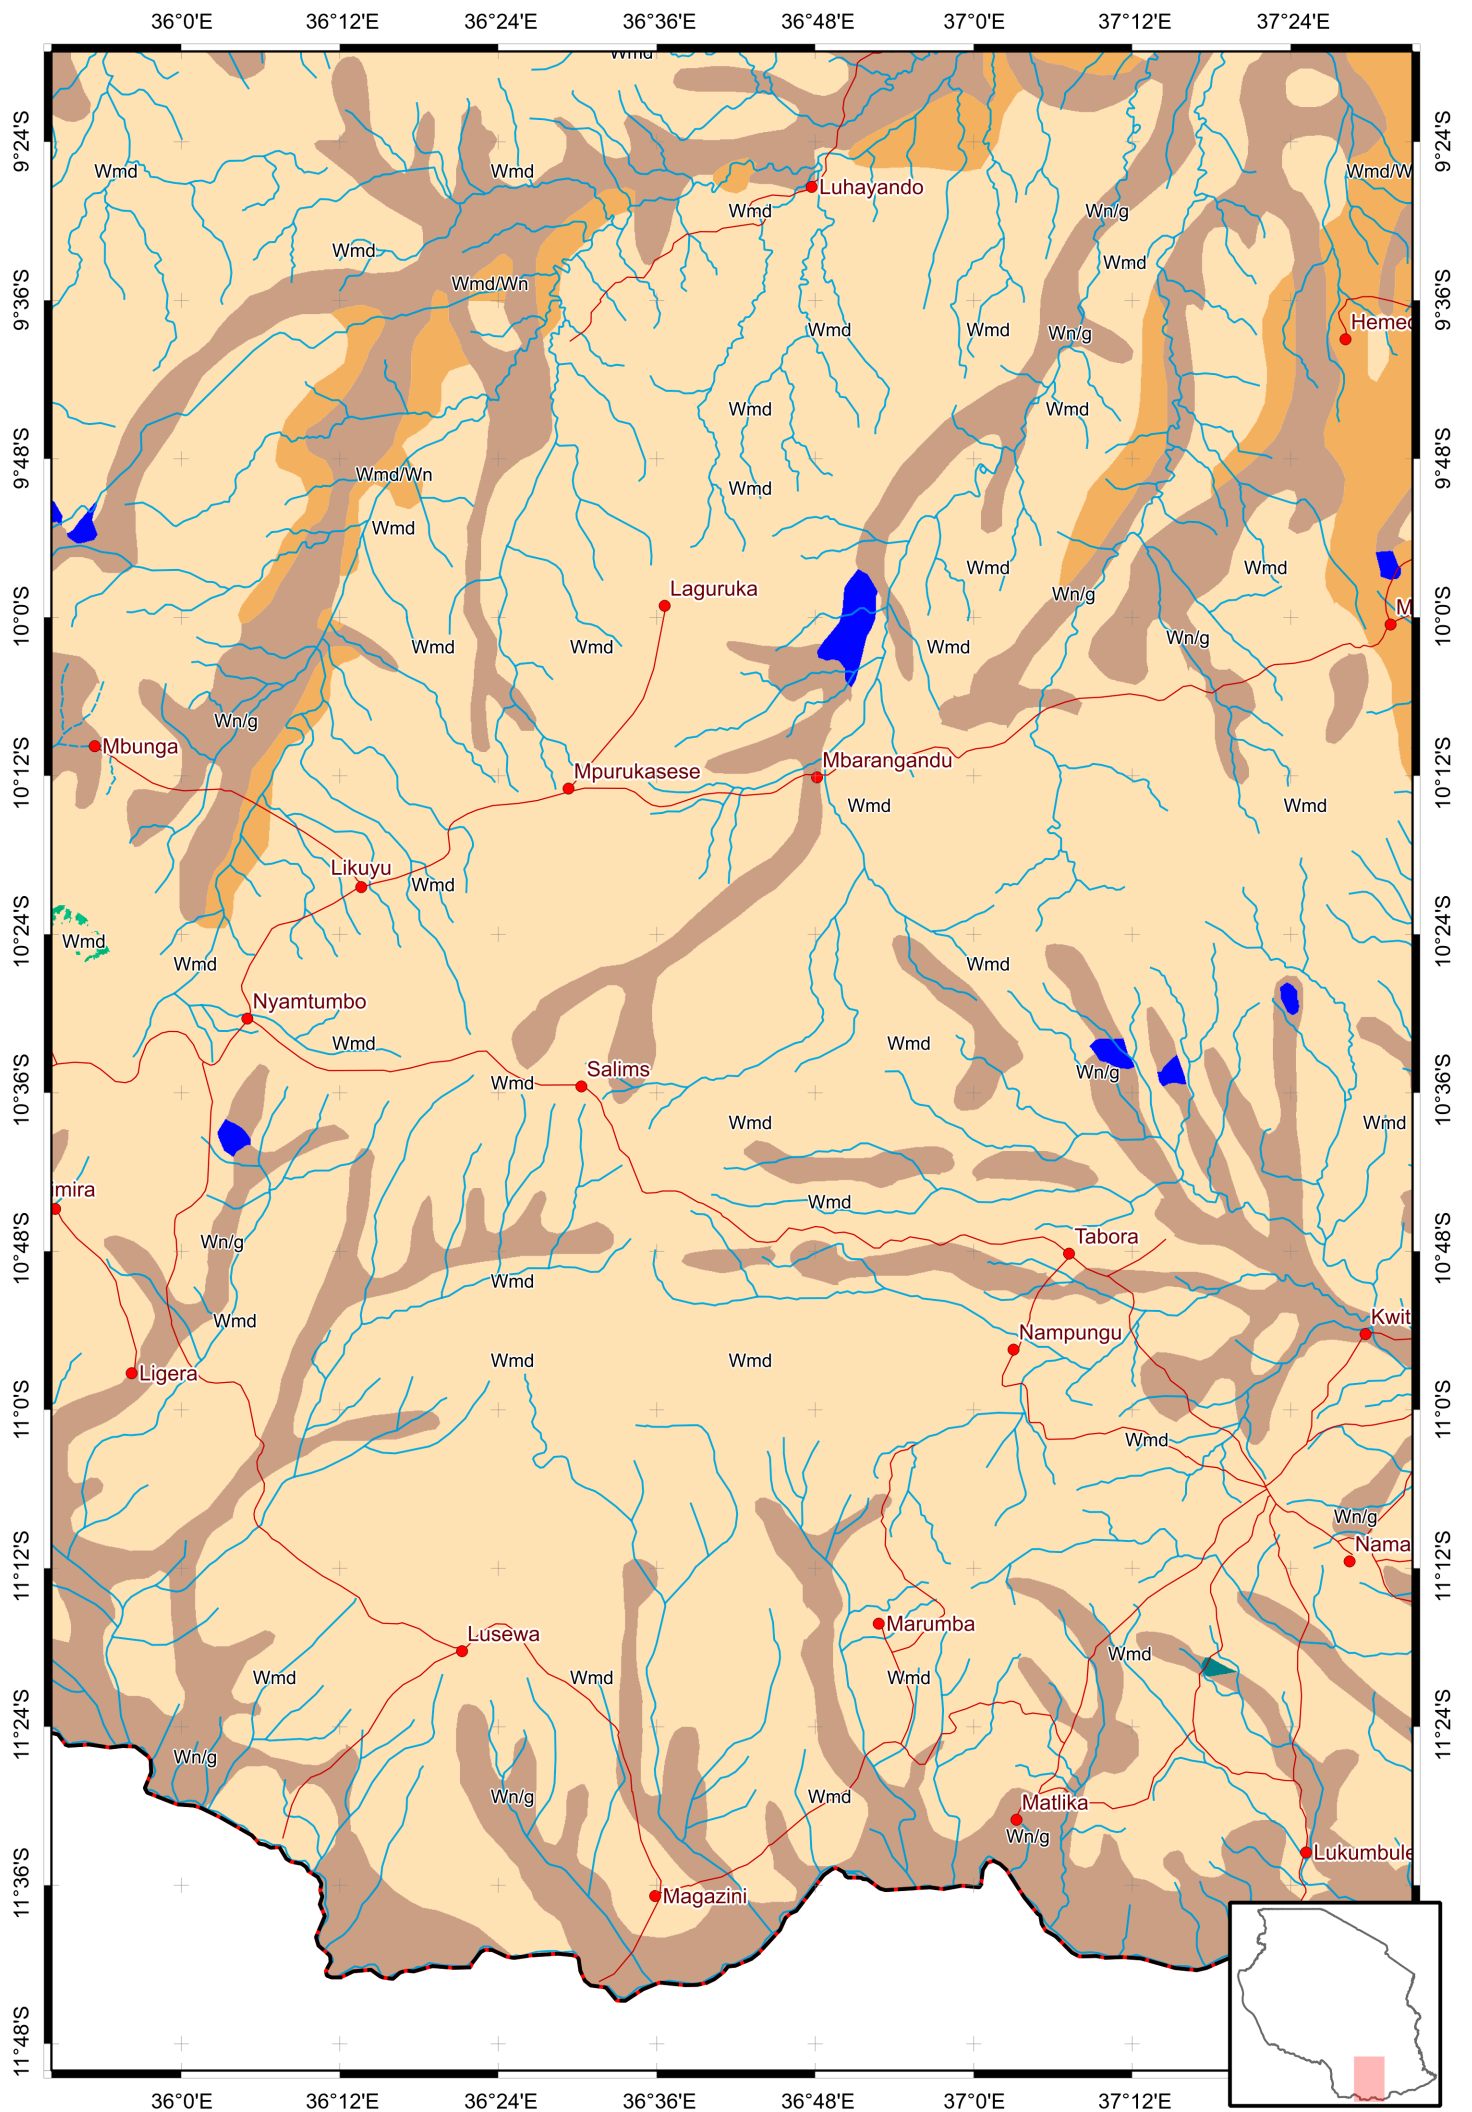 36°0'E 36°12'E 36°24'E 36°36'E 36°48'E 37°0'E 37°12'E 37°24'E
Wmd
9°24'S 9°24'S
Wmd Wmd Wmd/W
Luhayando
Wmd Wn/g
Wmd Wmd
Wmd/Wn
9°36'S 9°36'S
Hemed
Wmd Wmd Wn/g
Wmd Wmd
9°48'S 9°48'S
Wmd/Wn
Wmd
Wmd
Wmd Wmd
Laguruka
Wn/g
M
10°0'S 10°0'S
Wmd Wmd Wmd Wn/g
Wn/g
Mbunga
Mbarangandu
Mpurukasese
10°12'S 10°12'S
Wmd Wmd
Likuyu
Wmd
10°24'S 10°24'S
Wmd
Wmd Wmd
Nyamtumbo
Wmd Wmd
Salims
Wn/g
Wmd
10°36'S 10°36'S
Wmd Wmd
imira
Wmd
Tabora
Wn/g
10°48'S 10°48'S
Wmd
Kwit
Wmd
Nampungu
Wmd Wmd
Ligera
11°0'S 11°0'S
Wmd
Wn/g
Nama
11°12'S 11°12'S
Marumba
Lusewa
Wmd
Wmd Wmd Wmd
11°24'S 11°24'S
Wn/g
Wn/g Wmd
Matlika
Wn/g
Lukumbule
11°36'S 11°36'S
Magazini
11°48'S
36°0'E 36°12'E 36°24'E 36°36'E 36°48'E 37°0'E 37°12'E